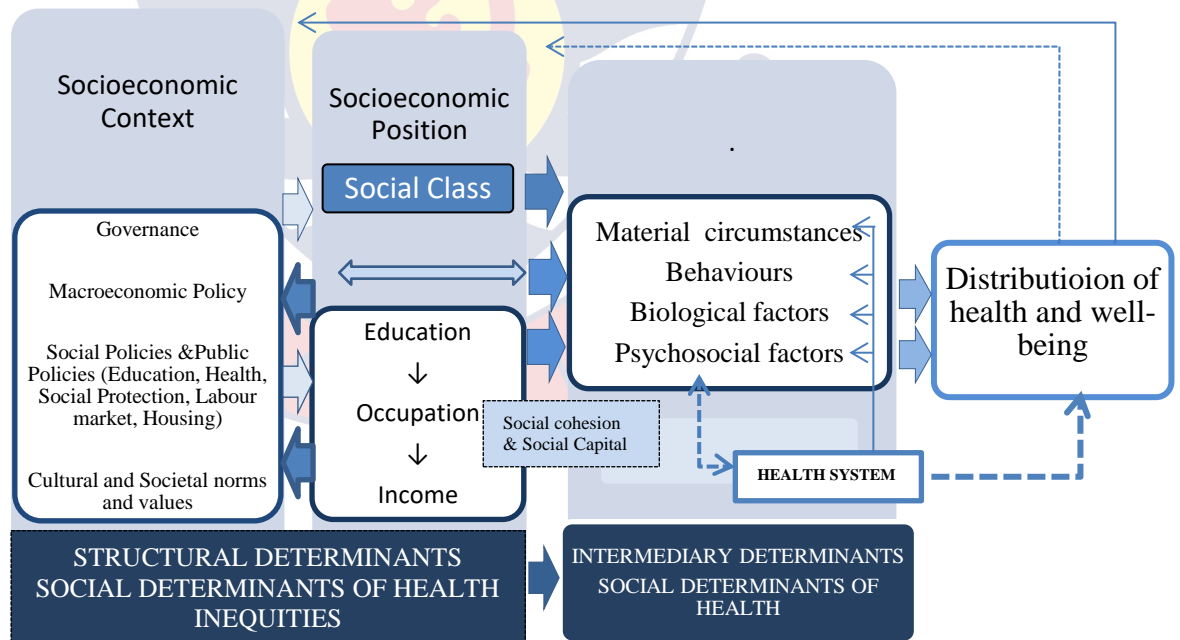 Socioeconomic
Context
Governance
Macroeconomic Policy
Social Policies &Public
Policies (Education, Health,
Social Protection, Labour
market, Housing)
Cultural and Societal norms
and values
Socioeconomic
Position
Social Class
Education
↓
Occupation
↓
Income
Social cohesion
& Social Capital
.
Material circumstances
Behaviours
Biological factors
Psychosocial factors
HEALTH SYSTEM
Distributioion of
health and well-
being
STRUCTURAL DETERMINANTS
SOCIAL DETERMINANTS OF HEALTH
INEQUITIES
INTERMEDIARY DETERMINANTS
SOCIAL DETERMINANTS OF
HEALTH